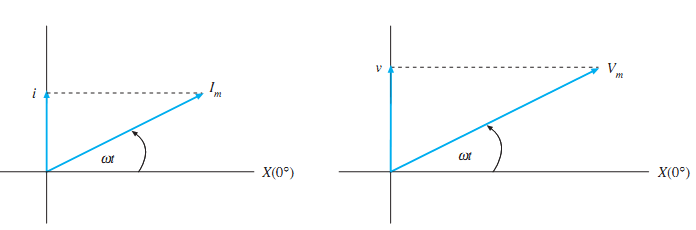 i
I_m
ωt
X(0°)
v
V_m
ωt
X(0°)